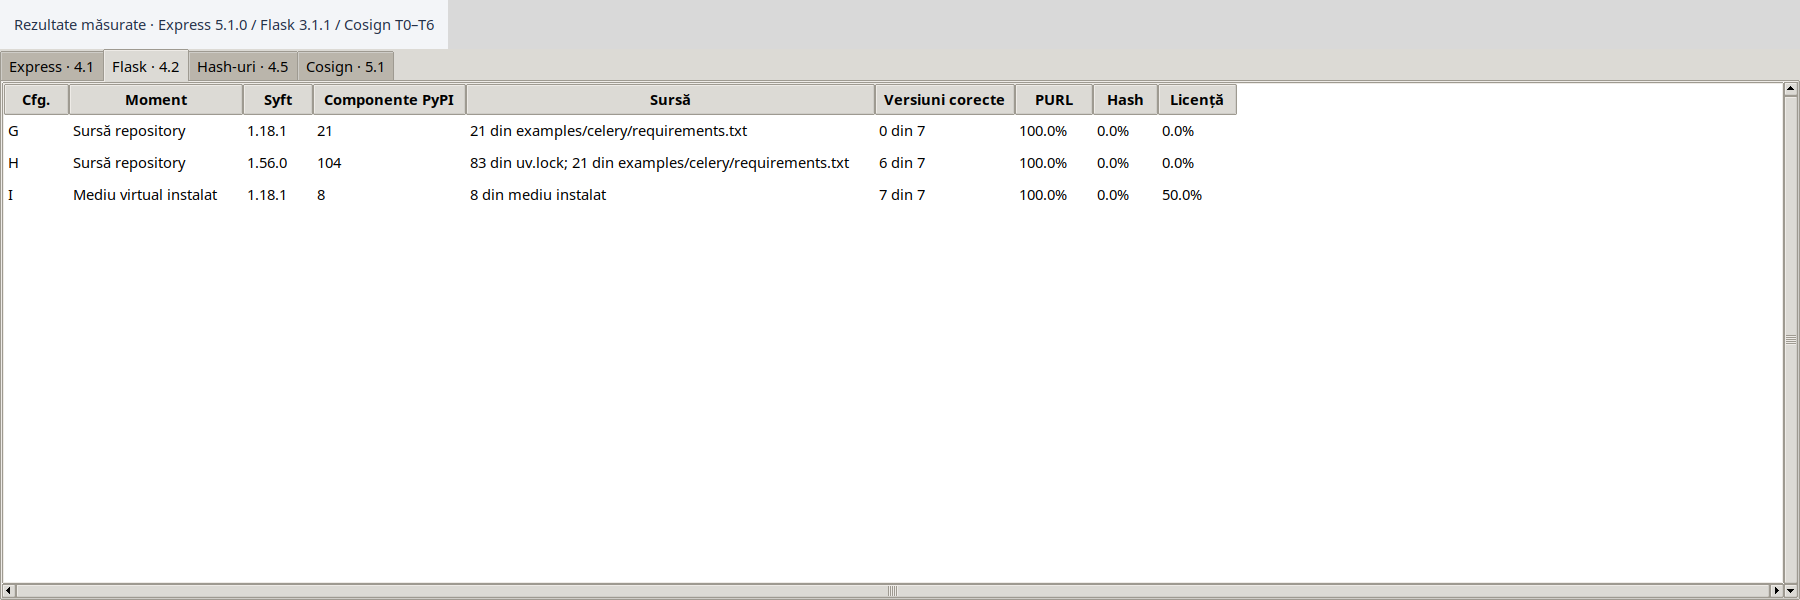 Rezultate măsurate · Express 5.1.0 / Flask 3.1.1 / Cosign T0–T6
Express · 4.1 Flask · 4.2 Hash-uri · 4.5 Cosign · 5.1
Cfg. Moment Syft Componente PyPI Sursă Versiuni corecte PURL Hash Licență
G Sursă repository 1.18.1 21 21 din examples/celery/requirements.txt 0 din 7 100.0% 0.0% 0.0%
H Sursă repository 1.56.0 104 83 din uv.lock; 21 din examples/celery/requirements.txt 6 din 7 100.0% 0.0% 0.0%
I Mediu virtual instalat 1.18.1 8 8 din mediu instalat 7 din 7 100.0% 0.0% 50.0%